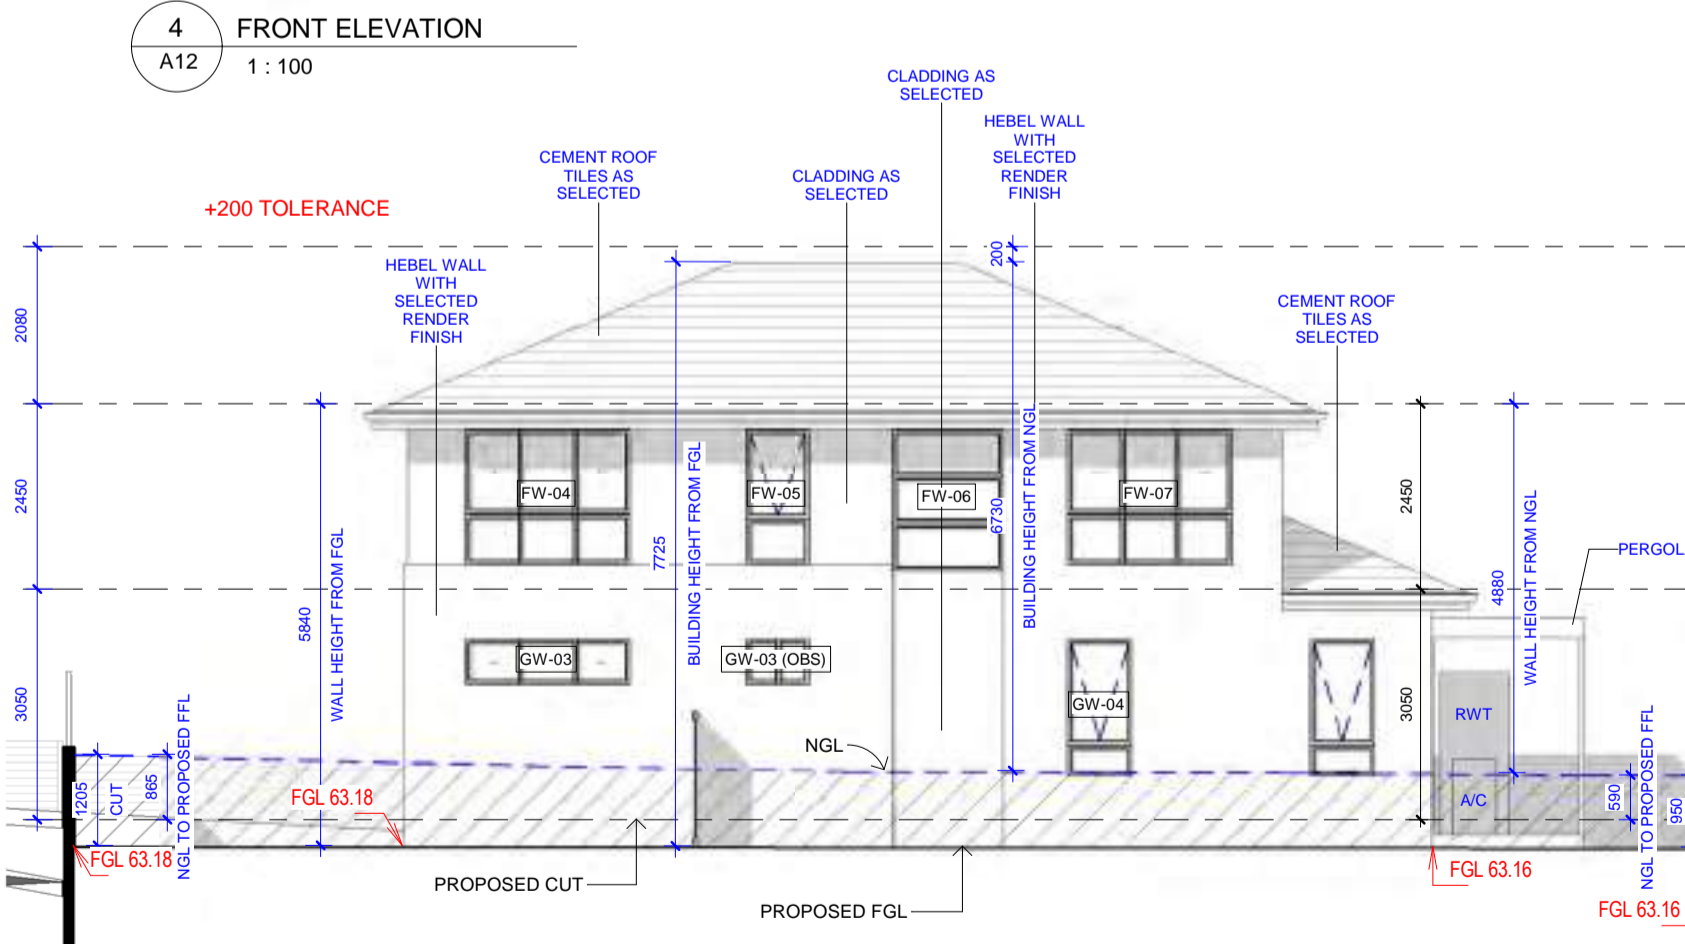 4
A12
FRONT ELEVATION
1 : 100
CLADDING AS
SELECTED
HEBEL WALL
WITH
SELECTED
RENDER
FINISH
CEMENT ROOF
TILES AS
SELECTED
CLADDING AS
SELECTED
+200 TOLERANCE
200
HEBEL WALL
WITH
SELECTED
RENDER
FINISH
CEMENT ROOF
TILES AS
SELECTED
2080
2450
3050
5840
WALL HEIGHT FROM FGL
7725
BUILDING HEIGHT FROM FGL
6730
BUILDING HEIGHT FROM NGL
2450
3050
4880
WALL HEIGHT FROM NGL
FW-04
FW-05
FW-06
FW-07
PERGOL
GW-03
GW-03 (OBS)
GW-04
RWT
A/C
NGL
1205
CUT
865
NGL TO PROPOSED FFL
FGL 63.18
FGL 63.18
590
NGL TO PROPOSED FFL
950
PROPOSED CUT
PROPOSED FGL
FGL 63.16
FGL 63.16